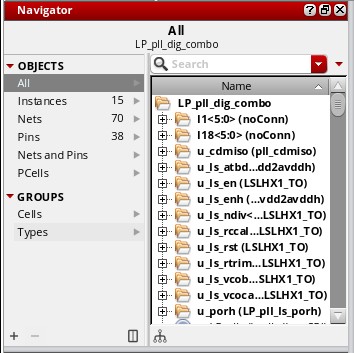 Navigator
All
LP_pll_dig_combo
OBJECTS
All
Instances 15
Nets 70
Pins 38
Nets and Pins
PCells
GROUPS
Cells
Types
Search
Name
LP_pll_dig_combo
I1<5:0> (noConn)
I18<5:0> (noConn)
u_cdmiso (pll_cdmiso)
u_ls_atbd...dd2avddh)
u_ls_en (LSLHX1_TO)
u_ls_enh (...vdd2avddh)
u_ls_ndiv<...LSLHX1_TO)
u_ls_rccal...LSLHX1_TO)
u_ls_rst (LSLHX1_TO)
u_ls_rtrim...LSLHX1_TO)
u_ls_vcob...SLHX1_TO)
u_ls_vcoca...LSLHX1_TO)
u_porh (LP_pll_ls_porh)